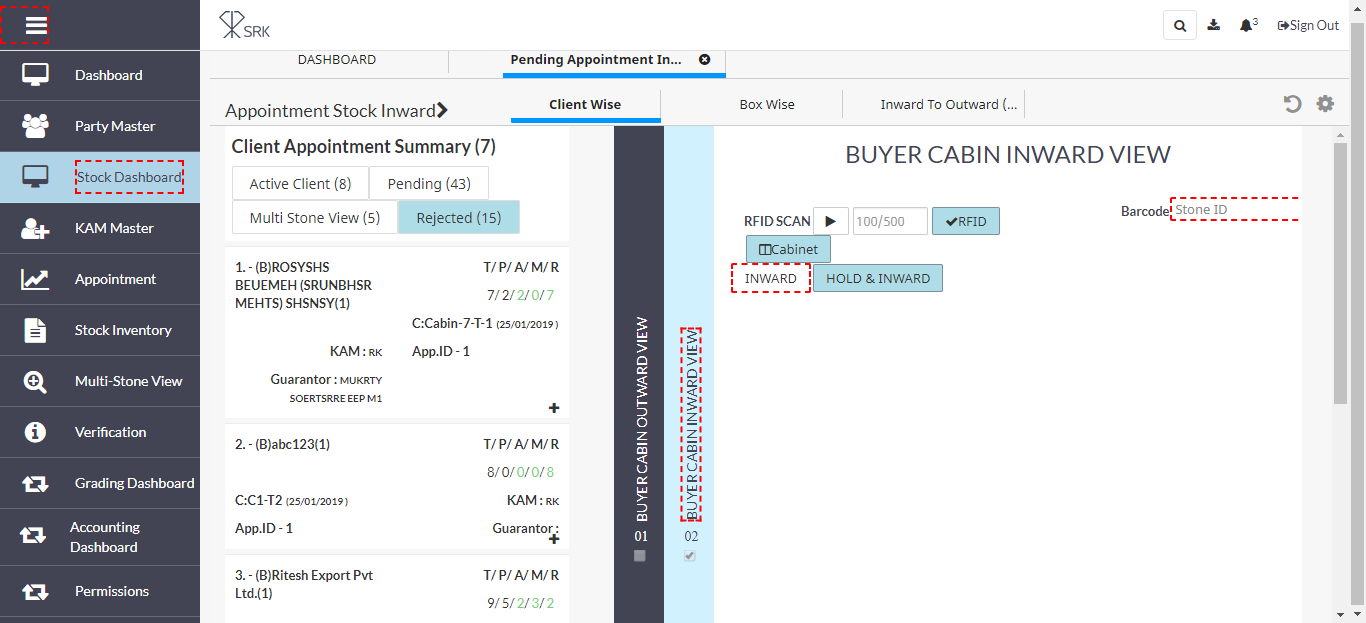 SRK
3
Sign Out
Dashboard
Party Master
Stock Dashboard
KAM Master
Appointment
Stock Inventory
Multi-Stone View
Verification
Grading Dashboard
Accounting
Dashboard
Permissions
DASHBOARD
Pending Appointment In...
Appointment Stock Inward
Client Wise
Box Wise
Inward To Outward (...
Client Appointment Summary (7)
Active Client (8)
Pending (43)
Multi Stone View (5)
Rejected (15)
1. - (B)ROSYSHS
BEUEMEH (SRUNBHSR
MEHTS) SHSNSY(1)
T/ P/ A/ M/ R
7/ 2/ 2/ 0/ 7
C:Cabin-7-T-1 (25/01/2019 )
KAM : RK
App.ID - 1
Guarantor : MUKRTY
SOERTSRRE EEP M1
2. - (B)abc123(1)
T/ P/ A/ M/ R
8/ 0/ 0/ 0/ 8
C:C1-T2 (25/01/2019 )
KAM : RK
App.ID - 1
Guarantor :
3. - (B)Ritesh Export Pvt
Ltd.(1)
T/ P/ A/ M/ R
9/ 5/ 2/ 3/ 2
BUYER CABIN OUTWARD VIEW
01
BUYER CABIN INWARD VIEW
02
BUYER CABIN INWARD VIEW
Barcode
Stone ID
RFID SCAN
100/500
RFID
Cabinet
INWARD
HOLD & INWARD